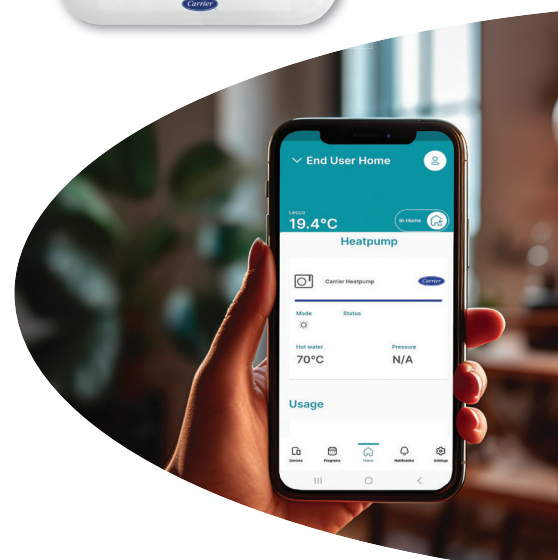 Carrier
End User Home
Lecco
19.4°C
In-Home
Heatpump
Carrier Heatpump
Carrier
Mode
Status
Hot water
Pressure
70°C
N/A
Usage
Devices
Programs
Home
Notification
Settings